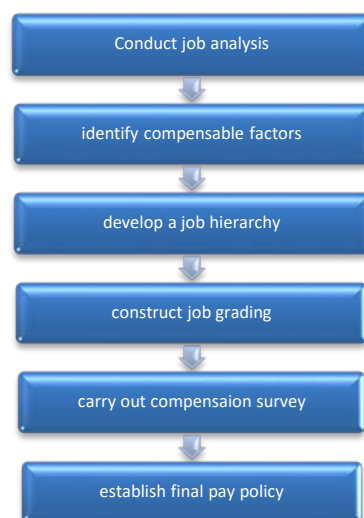 Conduct job analysis
identify compensable factors
develop a job hierarchy
construct job grading
carry out compensaion survey
establish final pay policy